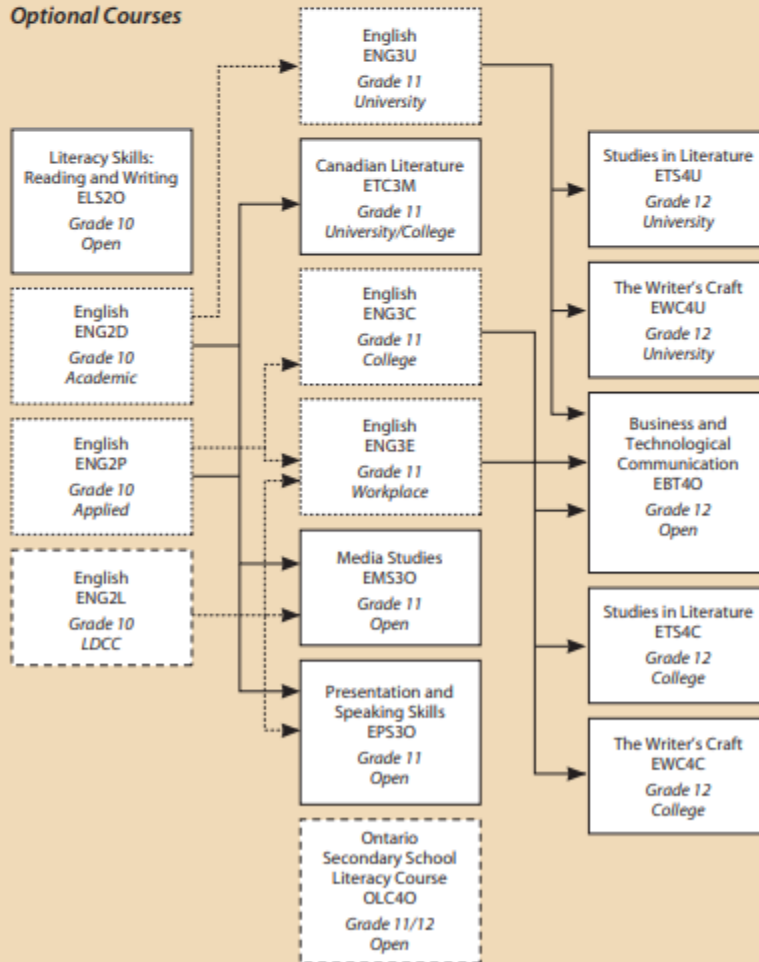 Optional Courses
Literacy Skills:
Reading and Writing
ELS2O
Grade 10
Open
English
ENG2D
Grade 10
Academic
English
ENG2P
Grade 10
Applied
English
ENG2L
Grade 10
LDCC
English
ENG3U
Grade 11
University
Canadian Literature
ETC3M
Grade 11
University/College
English
ENG3C
Grade 11
College
English
ENG3E
Grade 11
Workplace
Media Studies
EMS3O
Grade 11
Open
Presentation and
Speaking Skills
EPS3O
Grade 11
Open
Ontario
Secondary School
Literacy Course
OLC4O
Grade 11/12
Open
Studies in Literature
ETS4U
Grade 12
University
The Writer's Craft
EWC4U
Grade 12
University
Business and
Technological
Communication
EBT4O
Grade 12
Open
Studies in Literature
ETS4C
Grade 12
College
The Writer's Craft
EWC4C
Grade 12
College